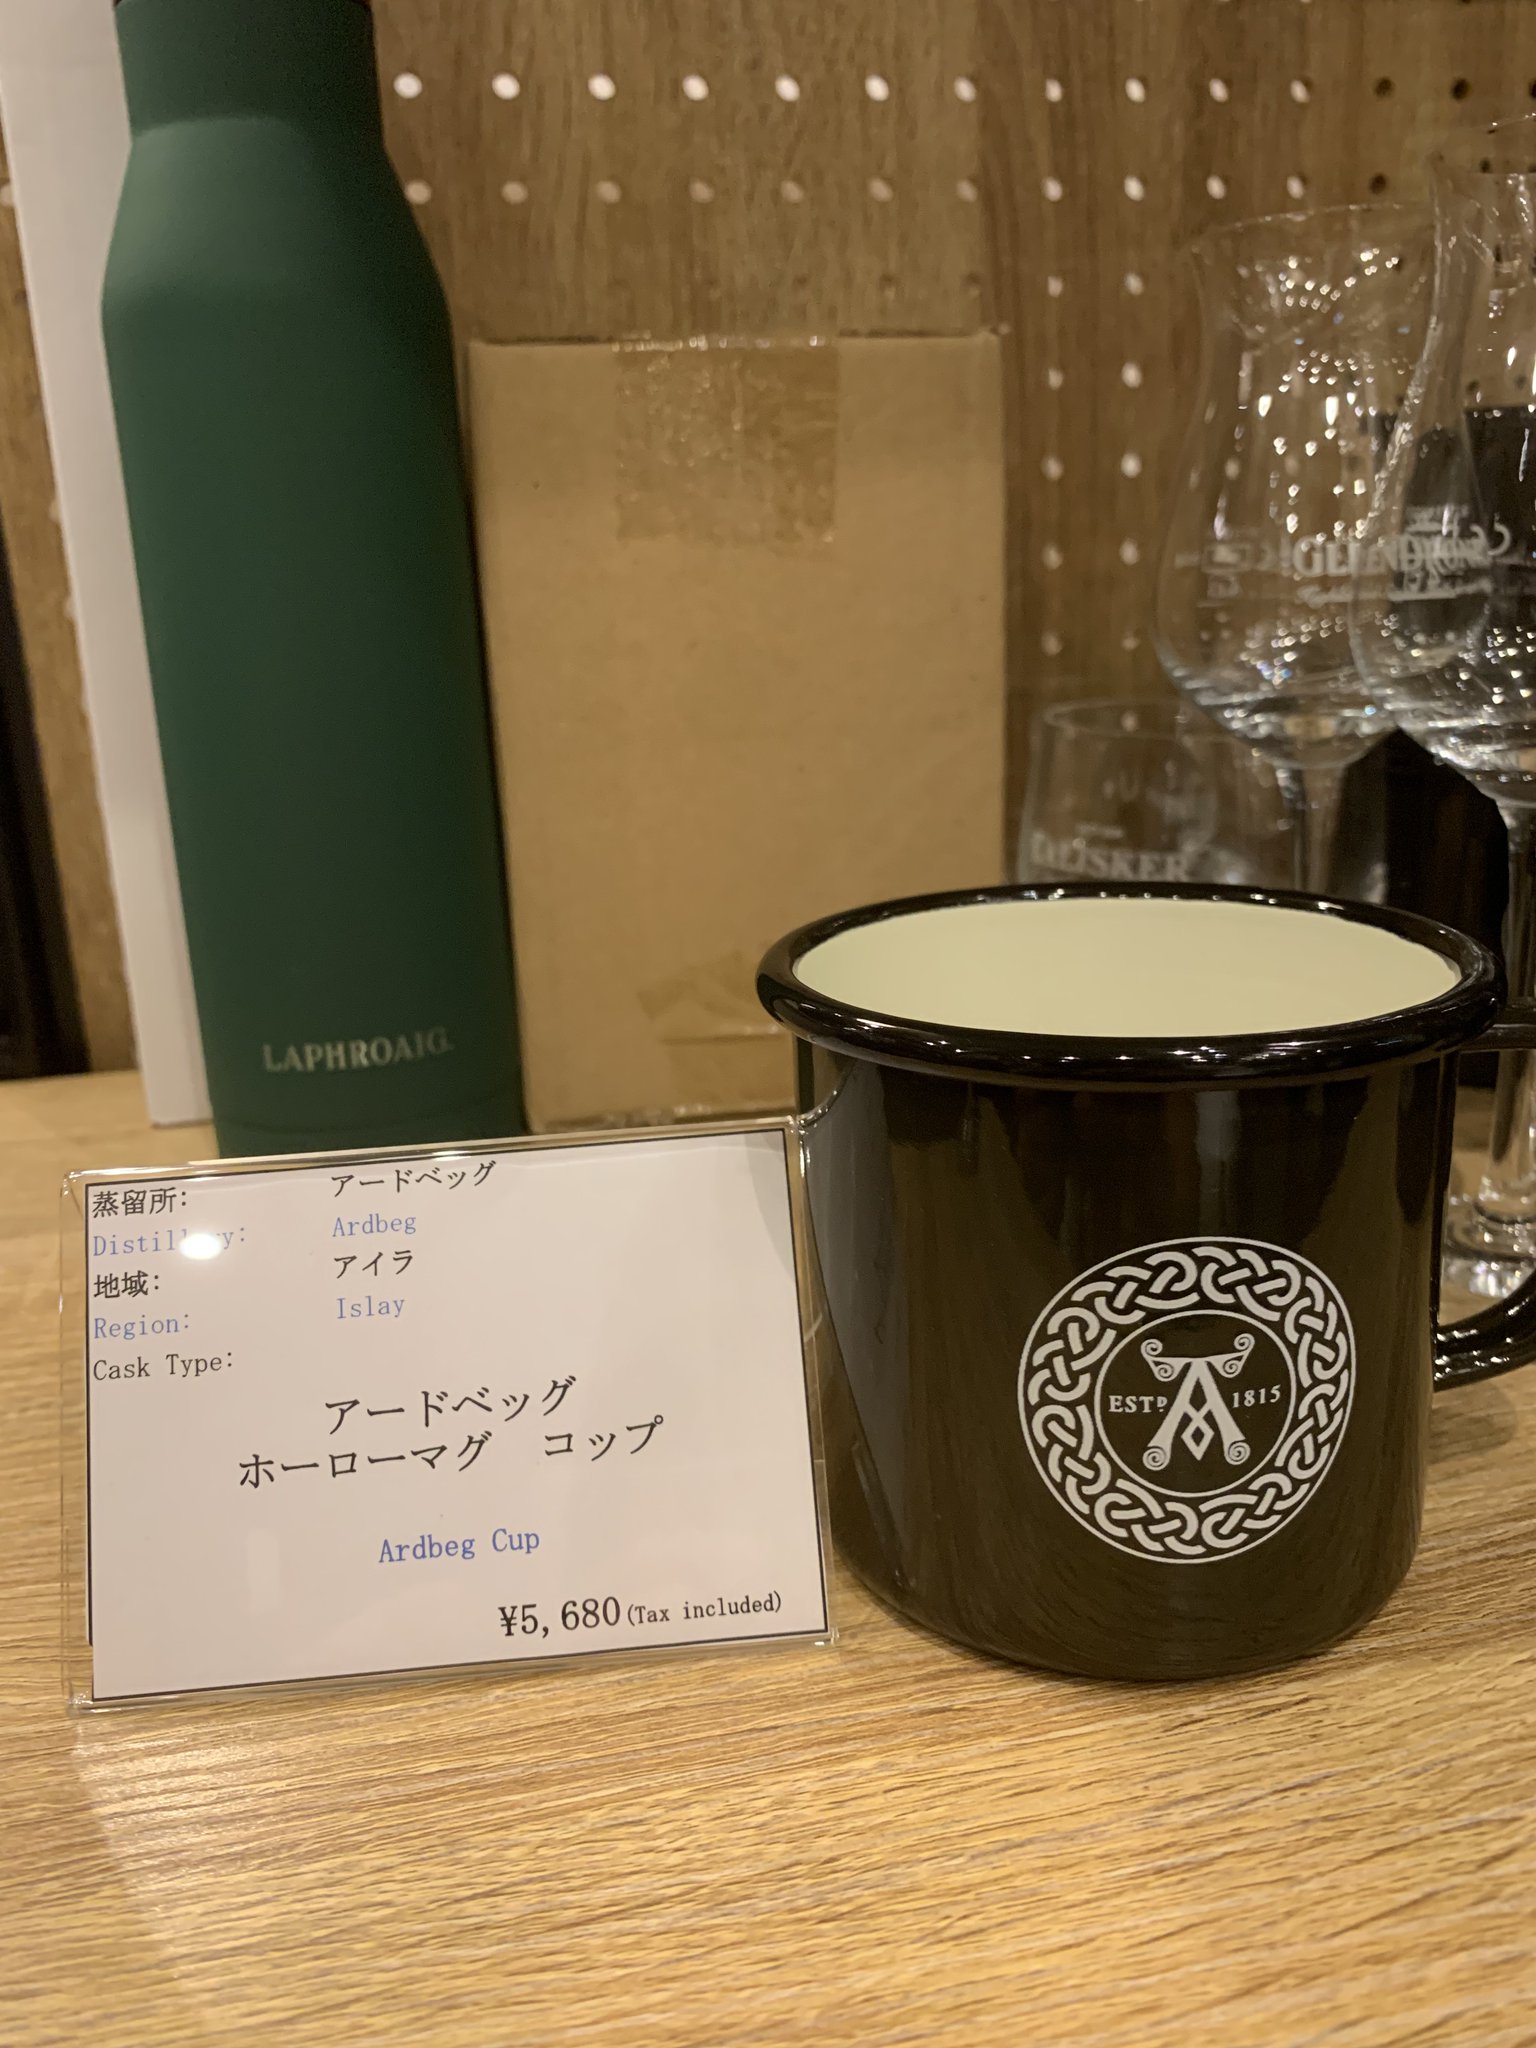 LAPHROAIG
TALISKER
蒸留所: アードベッグ
Distillery: Ardbeg
地域: アイラ
Region: Islay
Cask Type:
アードベッグ
ホーローマグ　コップ
Ardbeg Cup
¥5,680(Tax included)
ESTD 1815